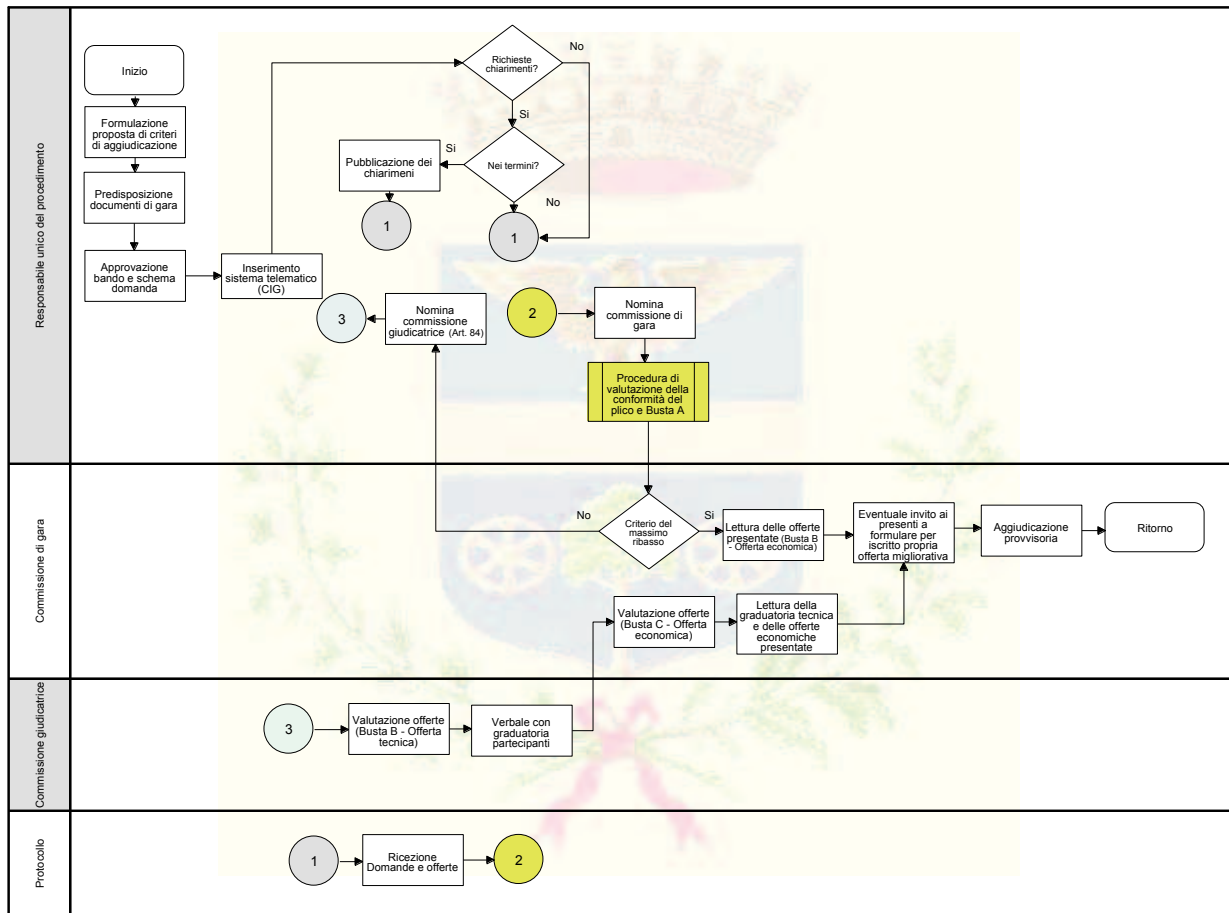 Responsabile unico del procedimento
Inizio
Formulazione
proposta di criteri
di aggiudicazione
Predisposizione
documenti di gara
Approvazione
bando e schema
domanda
Inserimento
sistema telematico
(CIG)
Richieste
chiarimenti?
No
Si
Nei termini?
Si
No
Pubblicazione dei
chiarimeni
1
1
3
Nomina
commissione
giudicatrice (Art. 84)
2
Nomina
commissione di
gara
Procedura di
valutazione della
conformità del
plico e Busta A
Commissione di gara
No
Criterio del
massimo
ribasso
Si
Lettura delle offerte
presentate (Busta B
- Offerta economica)
Eventuale invito ai
presenti a
formulare per
iscritto propria
offerta migliorativa
Aggiudicazione
provvisoria
Ritorno
Valutazione offerte
(Busta C - Offerta
economica)
Lettura della
graduatoria tecnica
e delle offerte
economiche
presentate
Commissione giudicatrice
3
Valutazione offerte
(Busta B - Offerta
tecnica)
Verbale con
graduatoria
partecipanti
Protocollo
1
Ricezione
Domande e offerte
2